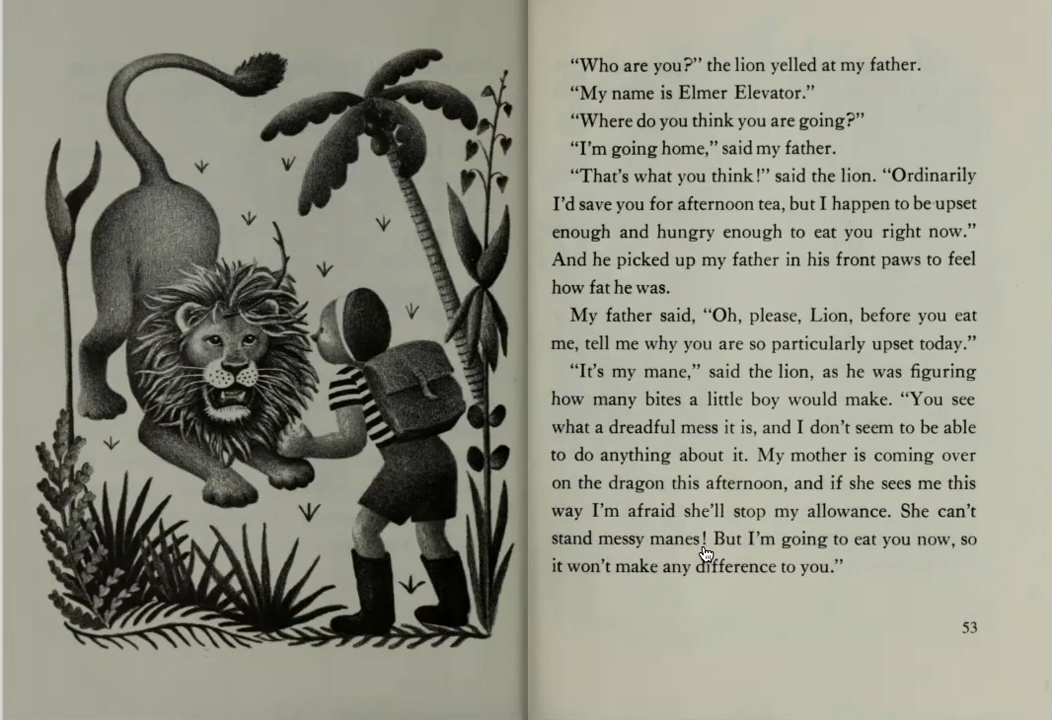 “Who are you?” the lion yelled at my father.
“My name is Elmer Elevator.”
“Where do you think you are going?”
“I’m going home,” said my father.
“That’s what you think!” said the lion. “Ordinarily
I’d save you for afternoon tea, but I happen to be upset
enough and hungry enough to eat you right now.”
And he picked up my father in his front paws to feel
how fat he was.
My father said, “Oh, please, Lion, before you eat
me, tell me why you are so particularly upset today.”
“It’s my mane,” said the lion, as he was figuring
how many bites a little boy would make. “You see
what a dreadful mess it is, and I don’t seem to be able
to do anything about it. My mother is coming over
on the dragon this afternoon, and if she sees me this
way I’m afraid she’ll stop my allowance. She can’t
stand messy manes! But I’m going to eat you now, so
it won’t make any difference to you.”
53